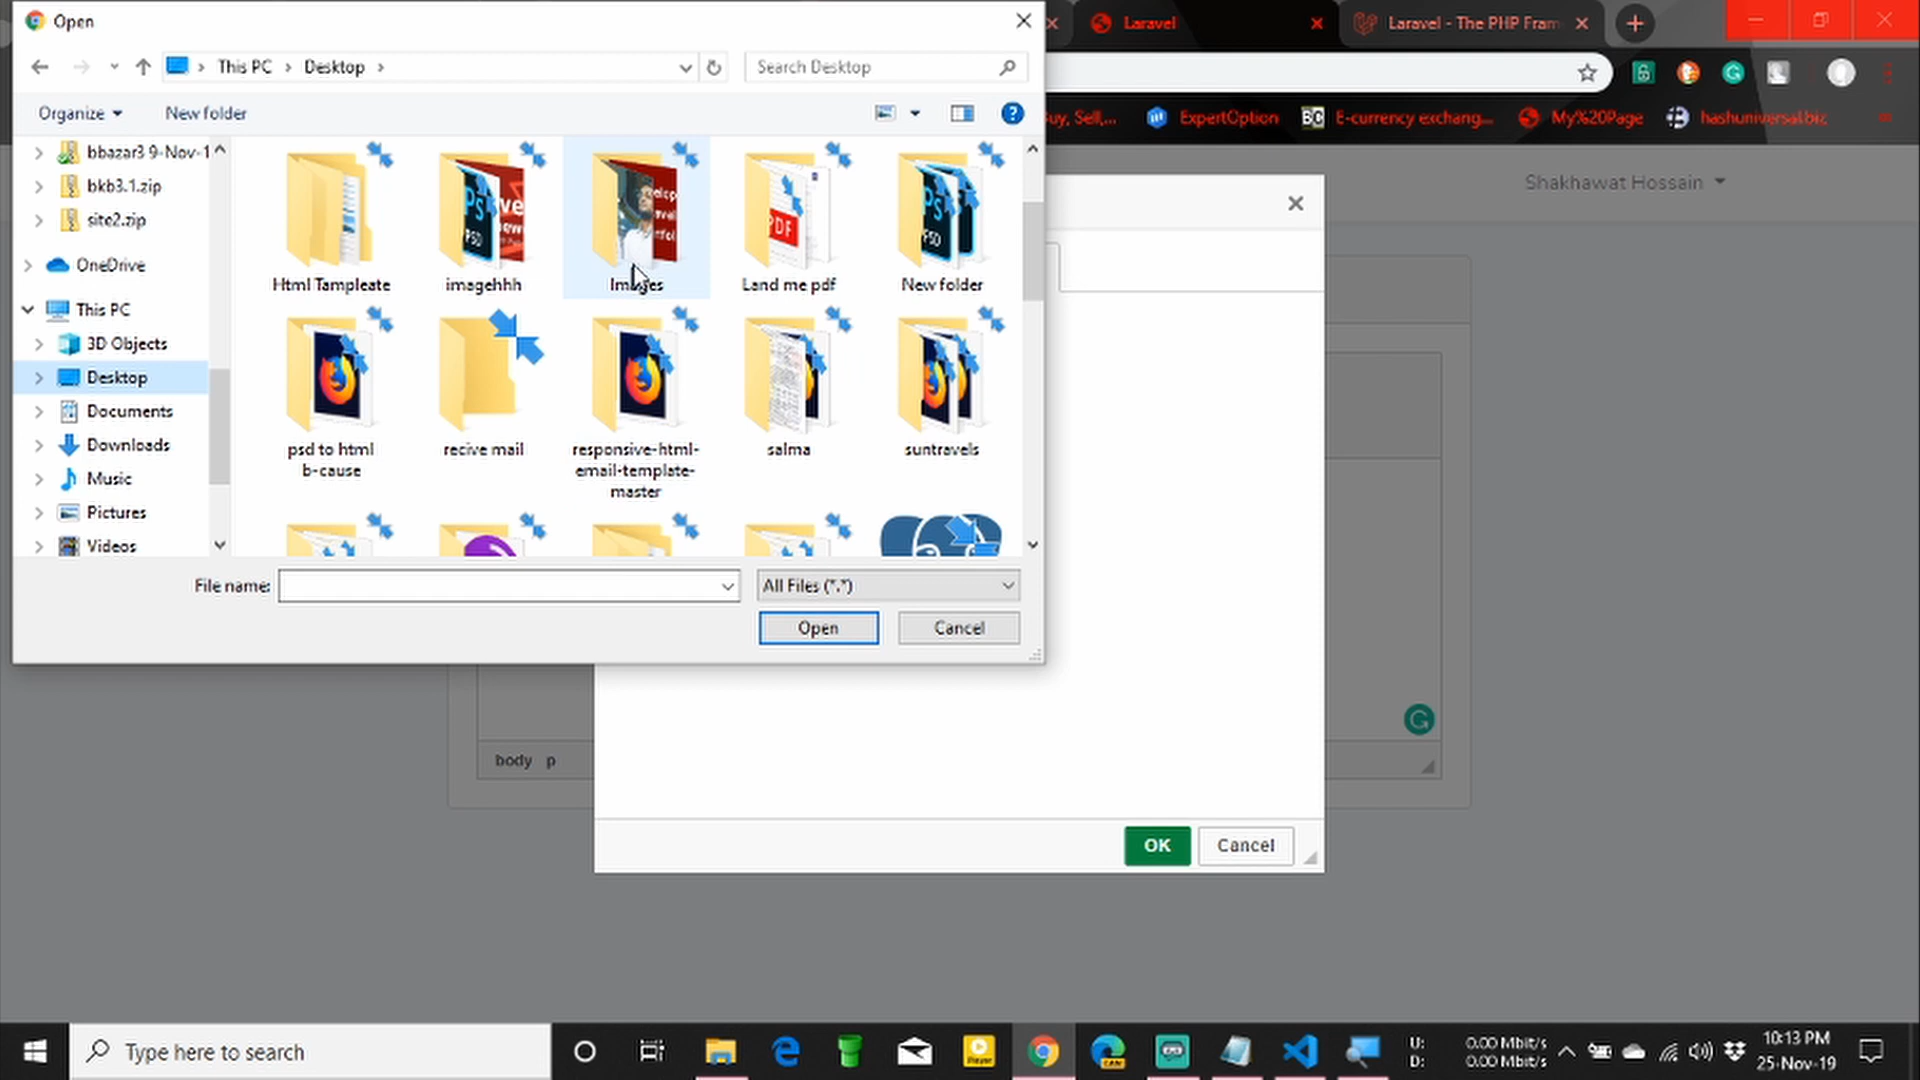 Open
Laravel
Laravel - The PHP Fram
This PC
Desktop
Search Desktop
Organize
New folder
uy, Sell,...
ExpertOption
E-currency exchang...
My%20Page
hashuniversal.biz
bbazar3 9-Nov-1
bkb3.1.zip
site2.zip
OneDrive
This PC
3D Objects
Desktop
Documents
Downloads
Music
Pictures
Videos
Html Tampleate
imagehhh
Images
Land me pdf
New folder
psd to html
b-cause
recive mail
responsive-html-
email-template-
master
salma
suntravels
File name:
All Files (*.*)
Open
Cancel
Shakhawat Hossain
body p
OK
Cancel
Type here to search
U:
D:
0.00 Mbit/s
0.00 Mbit/s
10:13 PM
25-Nov-19